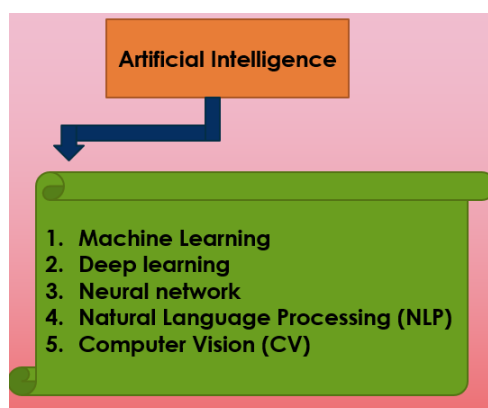 Artificial Intelligence
1. Machine Learning
2. Deep learning
3. Neural network
4. Natural Language Processing (NLP)
5. Computer Vision (CV)